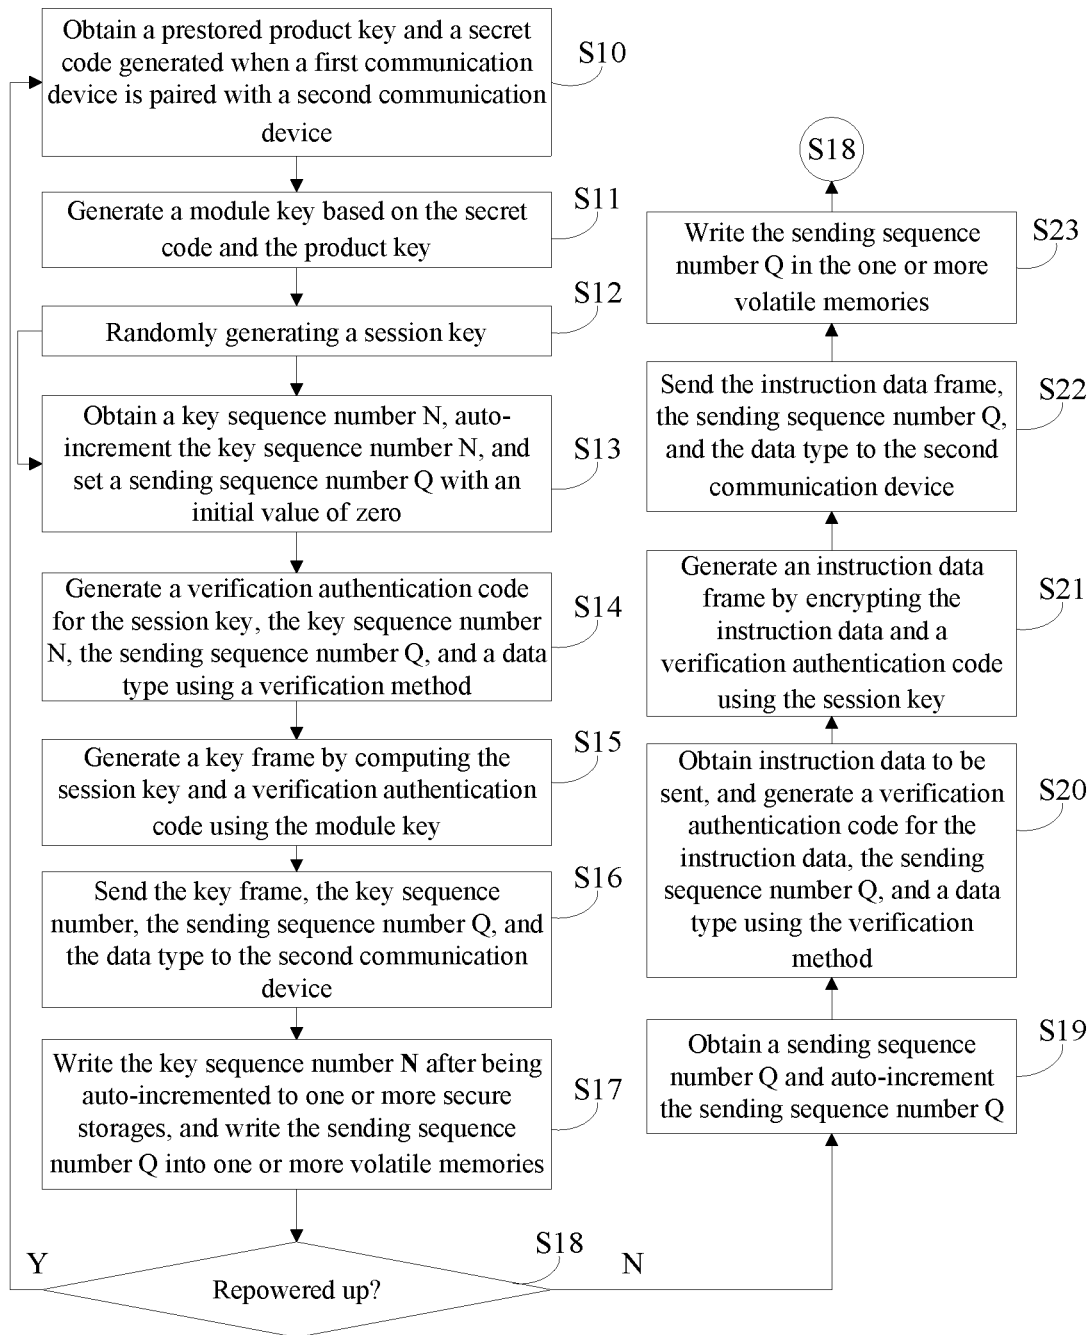 Obtain a prestored product key and a secret
code generated when a first communication
device is paired with a second communication
device
S10
Generate a module key based on the secret
code and the product key
S11
Randomly generating a session key
S12
Obtain a key sequence number N, auto-
increment the key sequence number N, and
set a sending sequence number Q with an
initial value of zero
S13
Generate a verification authentication code
for the session key, the key sequence number
N, the sending sequence number Q, and a data
type using a verification method
S14
Generate a key frame by computing the
session key and a verification authentication
code using the module key
S15
Send the key frame, the key sequence
number, the sending sequence number Q, and
the data type to the second communication
device
S16
Write the key sequence number N after being
auto-incremented to one or more secure
storages, and write the sending sequence
number Q into one or more volatile memories
S17
Repowered up?
S18
Y
N
Obtain a sending sequence
number Q and auto-increment
the sending sequence number Q
S19
Obtain instruction data to be
sent, and generate a verification
authentication code for the
instruction data, the sending
sequence number Q, and a data
type using the verification
method
S20
Generate an instruction data
frame by encrypting the
instruction data and a
verification authentication code
using the session key
S21
Send the instruction data frame,
the sending sequence number Q,
and the data type to the second
communication device
S22
Write the sending sequence
number Q in the one or more
volatile memories
S23
S18